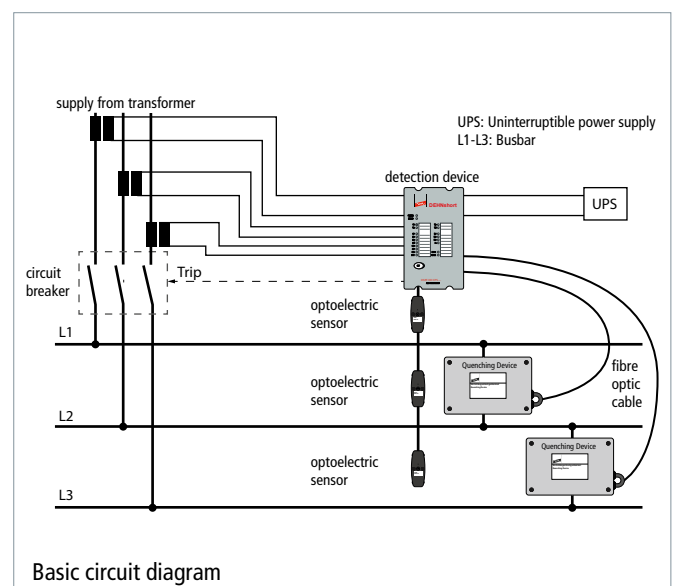 supply from transformer
UPS: Uninterruptible power supply
L1-L3: Busbar
detection device
DEHNshort
UPS
circuit
breaker
Trip
optoelectric
sensor
L1
Quenching Device
fibre
optic
cable
optoelectric
sensor
L2
Quenching Device
optoelectric
sensor
L3
Basic circuit diagram